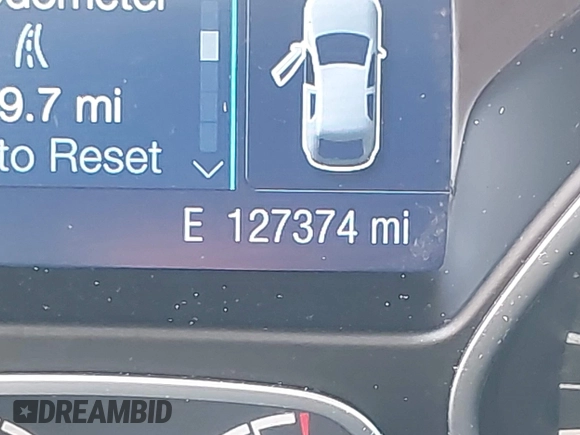 9.7 mi
to Reset
E 127374 mi
DREAMBID